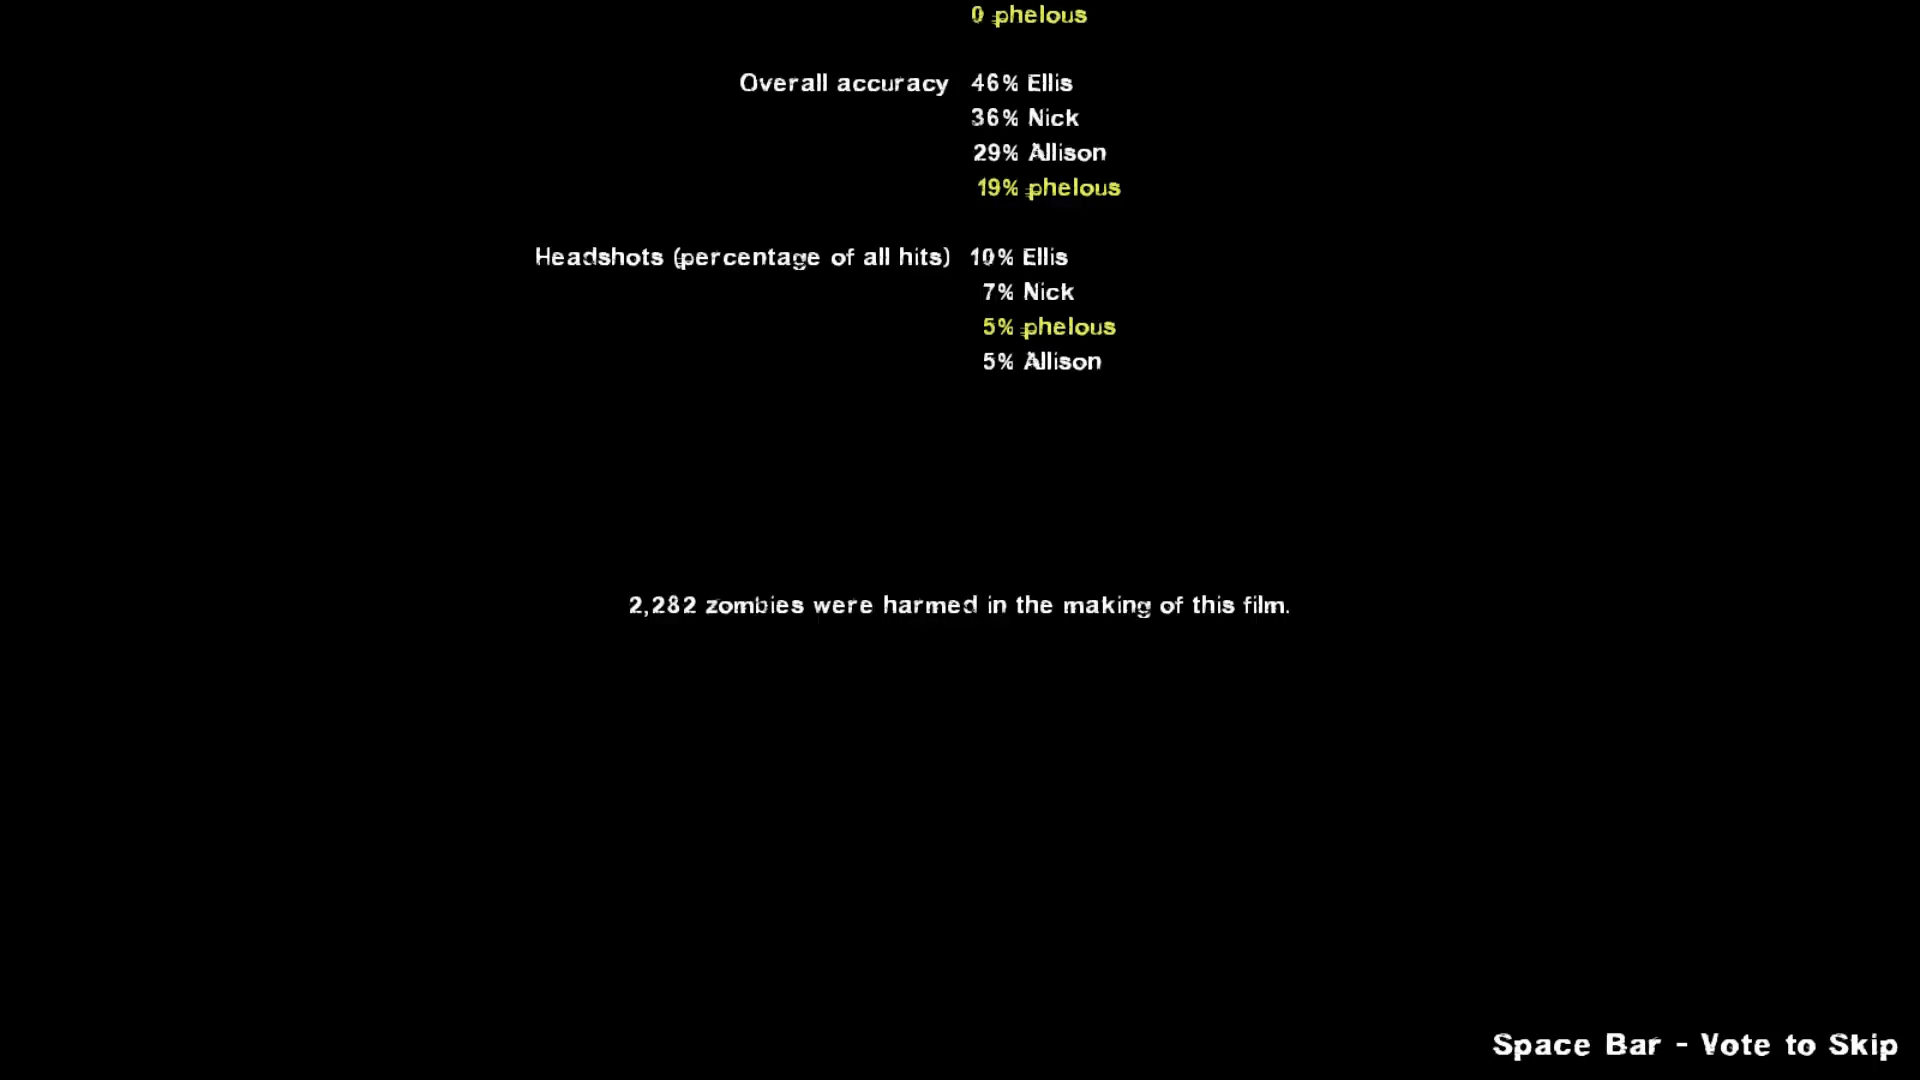 0 phelous
Overall accuracy 46% Ellis
36% Nick
29% Allison
19% phelous
Headshots (percentage of all hits) 10% Ellis
7% Nick
5% phelous
5% Allison
2,282 zombies were harmed in the making of this film.
Space Bar - Vote to Skip